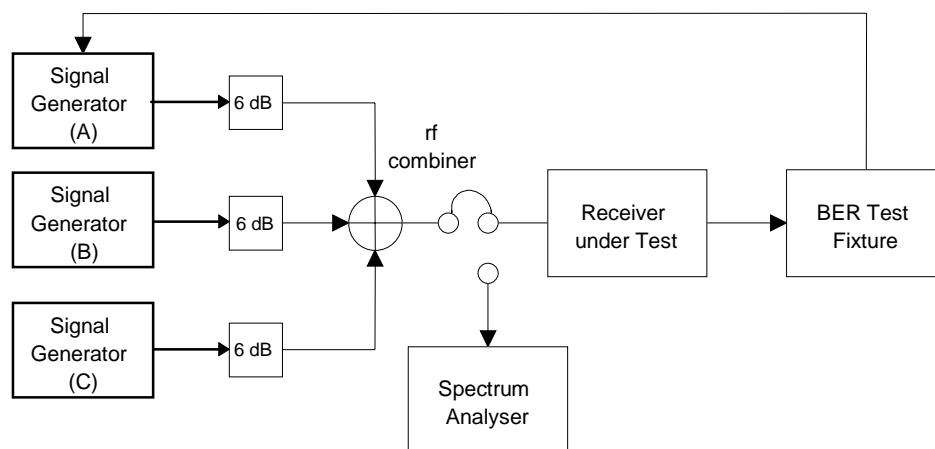 Signal
Generator
(A)
6 dB
rf
combiner
Signal
Generator
(B)
6 dB
Receiver
under Test
BER Test
Fixture
Signal
Generator
(C)
6 dB
Spectrum
Analyser